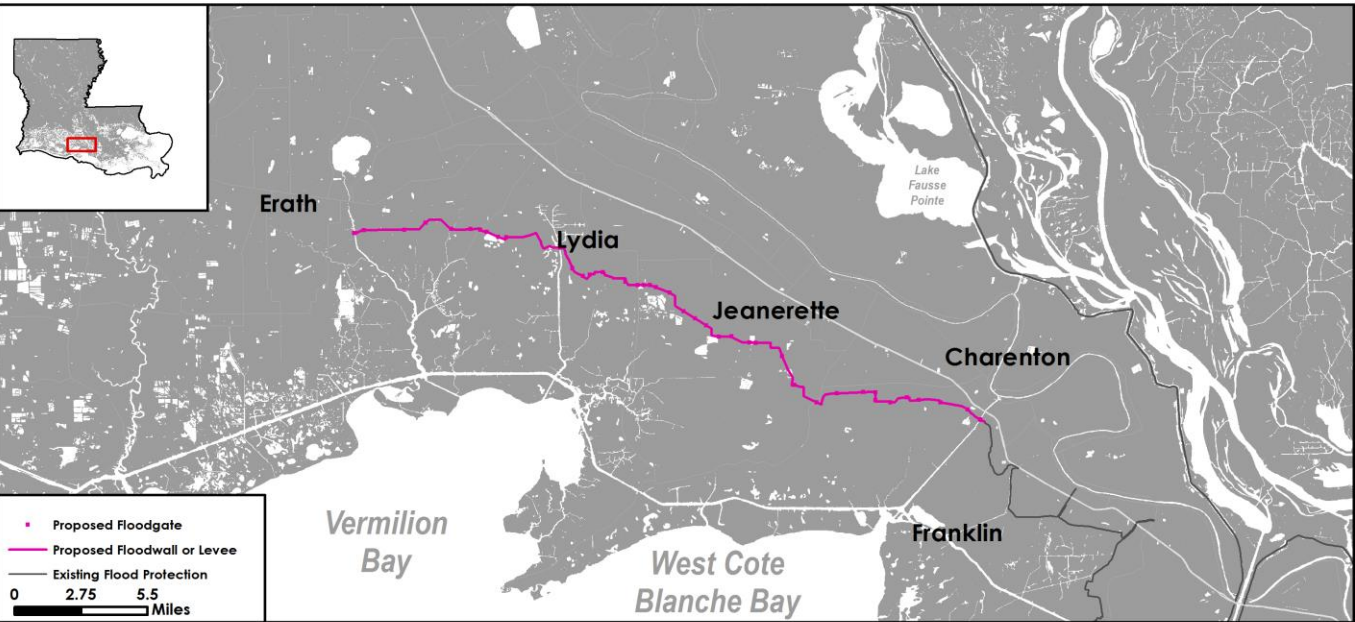 Lake
Fausse
Pointe
Erath
Lydia
Jeanerette
Charenton
Franklin
Vermilion
Bay
West Cote
Blanche Bay
Proposed Floodgate
Proposed Floodwall or Levee
Existing Flood Protection
0 2.75 5.5
Miles